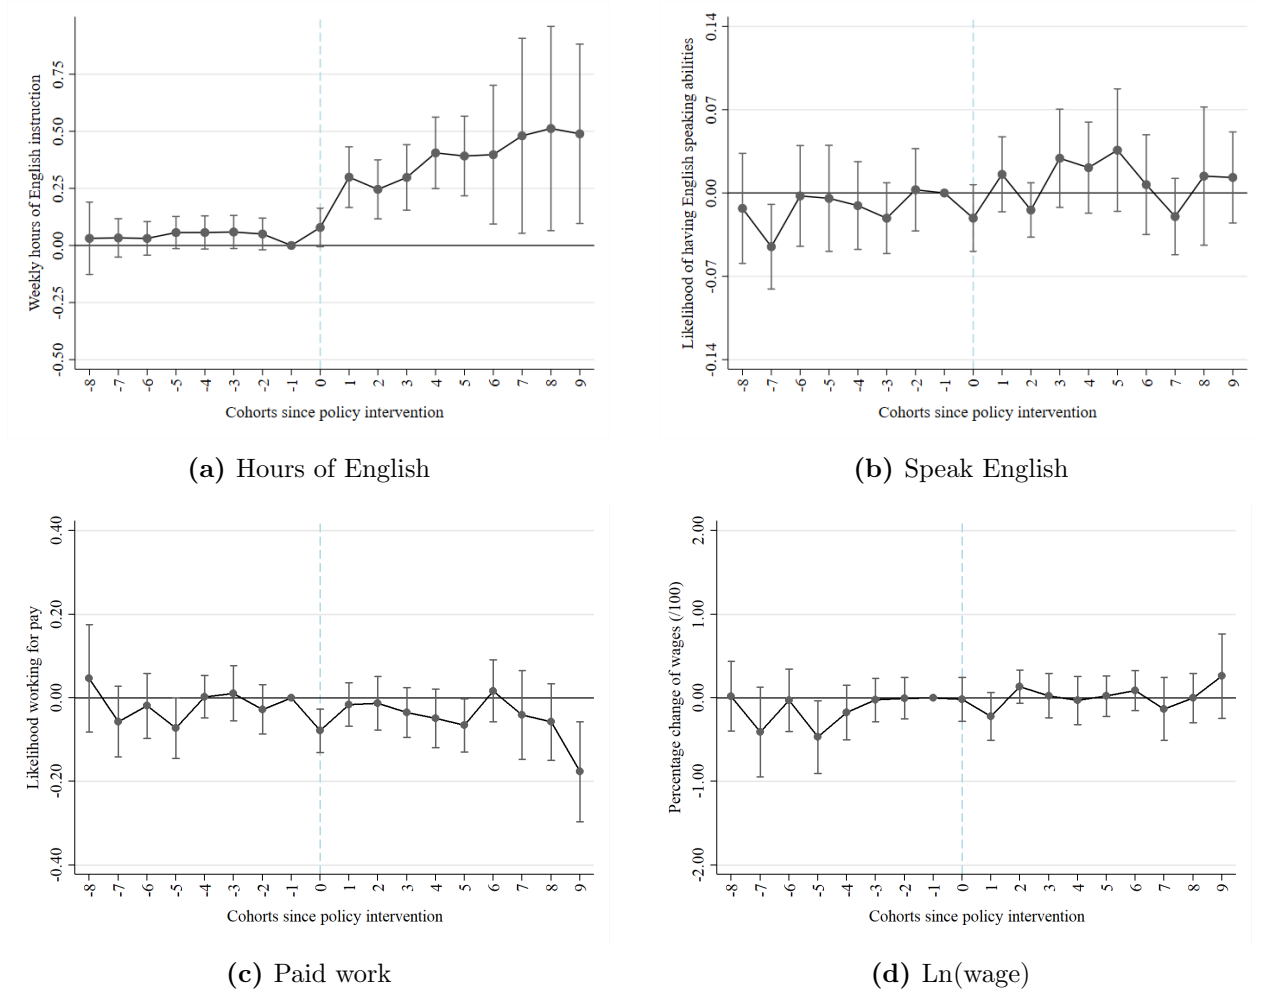 Weekly hours of English instruction
0.75
0.50
0.25
0.00
-0.25
-0.50
-8 -7 -6 -5 -4 -3 -2 -1 0 1 2 3 4 5 6 7 8 9
Cohorts since policy intervention
(a) Hours of English
Likelihood of having English speaking abilities
0.14
0.07
0.00
-0.07
-0.14
-8 -7 -6 -5 -4 -3 -2 -1 0 1 2 3 4 5 6 7 8 9
Cohorts since policy intervention
(b) Speak English
Likelihood working for pay
0.40
0.20
0.00
-0.20
-0.40
-8 -7 -6 -5 -4 -3 -2 -1 0 1 2 3 4 5 6 7 8 9
Cohorts since policy intervention
(c) Paid work
Percentage change of wages (/100)
2.00
1.00
0.00
-1.00
-2.00
-8 -7 -6 -5 -4 -3 -2 -1 0 1 2 3 4 5 6 7 8 9
Cohorts since policy intervention
(d) Ln(wage)